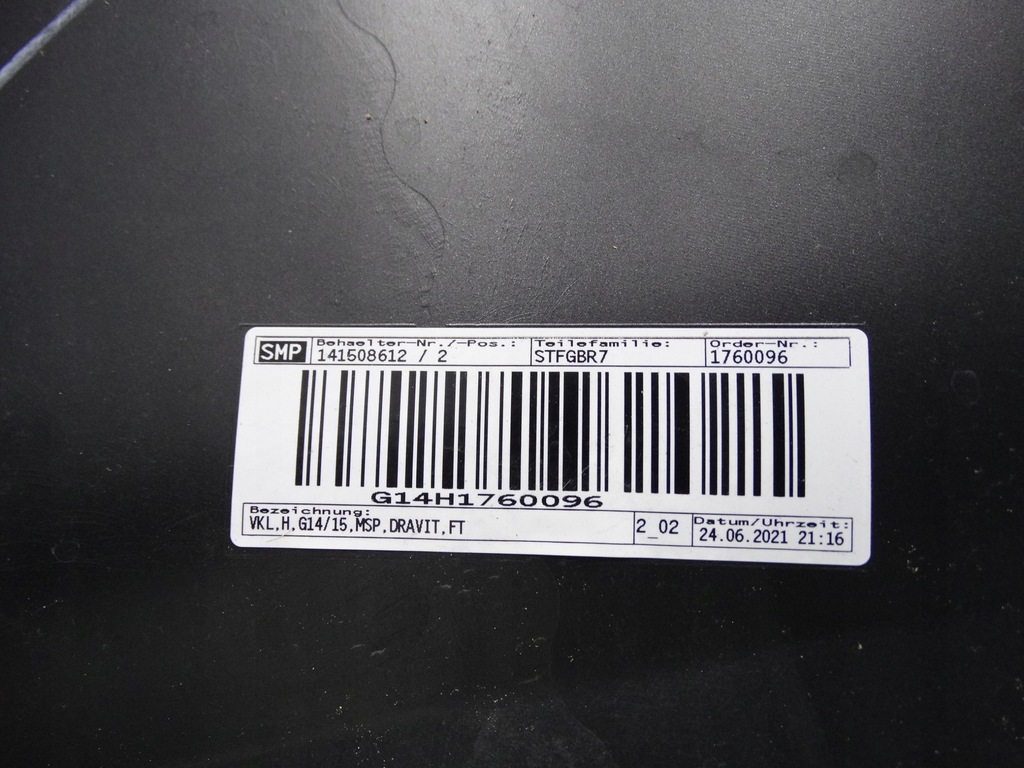 SMP Behaelter-Nr./-Pos.: Teilefamilie: Order-Nr.:
141508612 / 2 STFGBR7 1760096
G14H1760096
Bezeichnung: Datum/Uhrzeit:
VKL,H,G14/15,MSP,DRAVIT,FT 2_02 24.06.2021 21:16